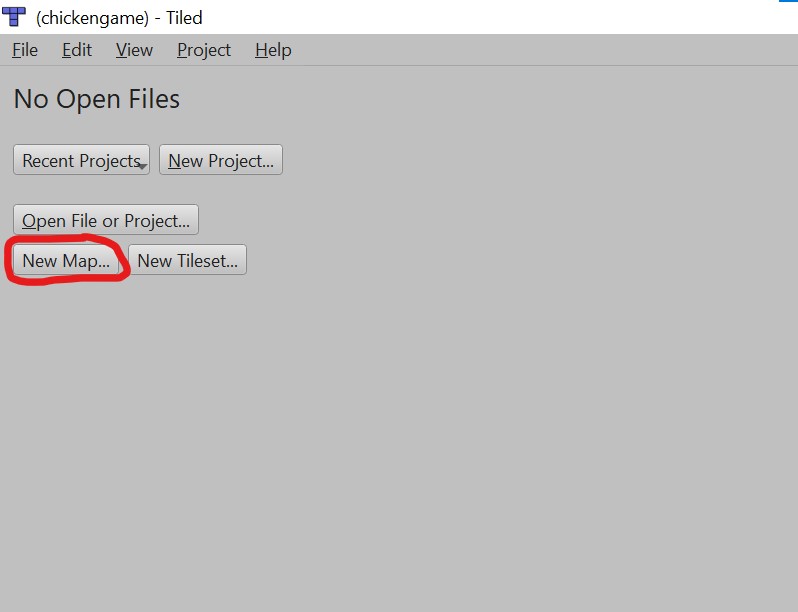 (chickengame) - Tiled
File Edit View Project Help
No Open Files
Recent Projects New Project...
Open File or Project...
New Map... New Tileset...